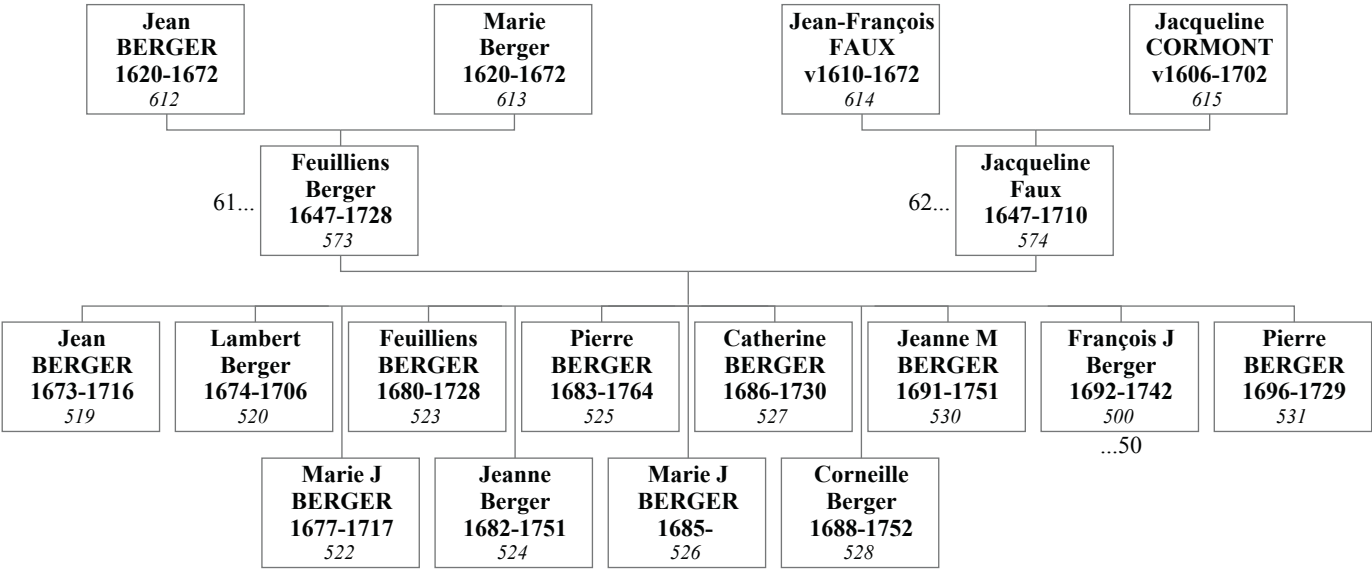 Jean
BERGER
1620-1672
612
Marie
Berger
1620-1672
613
Jean-François
FAUX
v1610-1672
614
Jacqueline
CORMONT
v1606-1702
615
61...
Feuilliens
Berger
1647-1728
573
62...
Jacqueline
Faux
1647-1710
574
Jean
BERGER
1673-1716
519
Lambert
Berger
1674-1706
520
Feuilliens
BERGER
1680-1728
523
Pierre
BERGER
1683-1764
525
Catherine
BERGER
1686-1730
527
Jeanne M
BERGER
1691-1751
530
François J
Berger
1692-1742
500
...50
Pierre
BERGER
1696-1729
531
Marie J
BERGER
1677-1717
522
Jeanne
Berger
1682-1751
524
Marie J
BERGER
1685-
526
Corneille
Berger
1688-1752
528